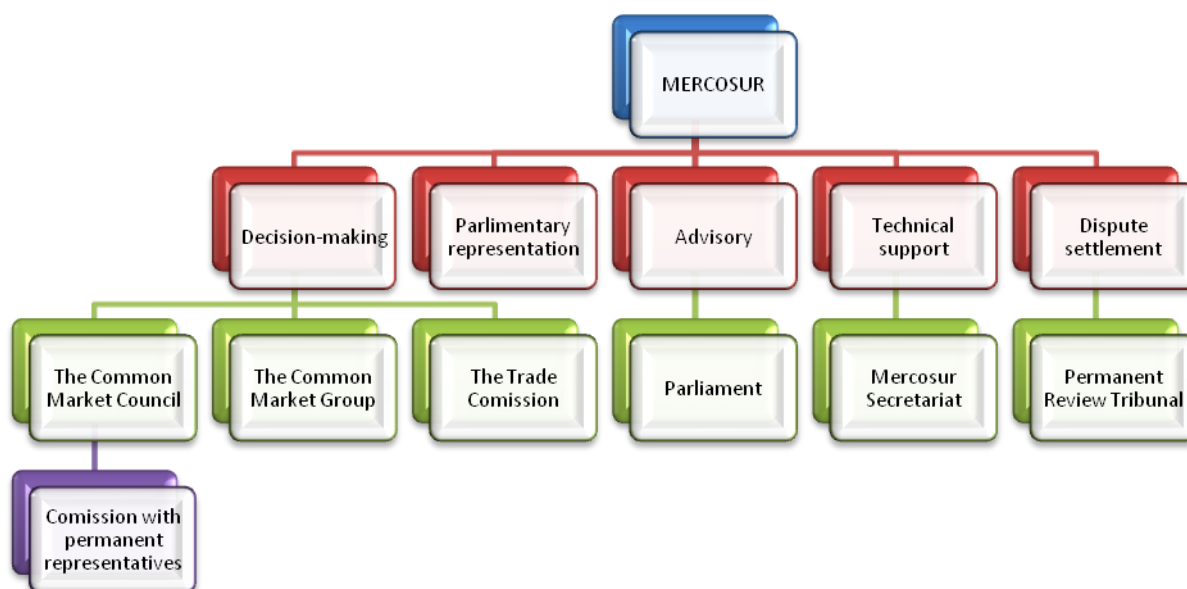 MERCOSUR
Decision-making
Parlimentary
representation
Advisory
Technical
support
Dispute
settlement
The Common
Market Council
The Common
Market Group
The Trade
Comission
Parliament
Mercosur
Secretariat
Permanent
Review Tribunal
Comission with
permanent
representatives